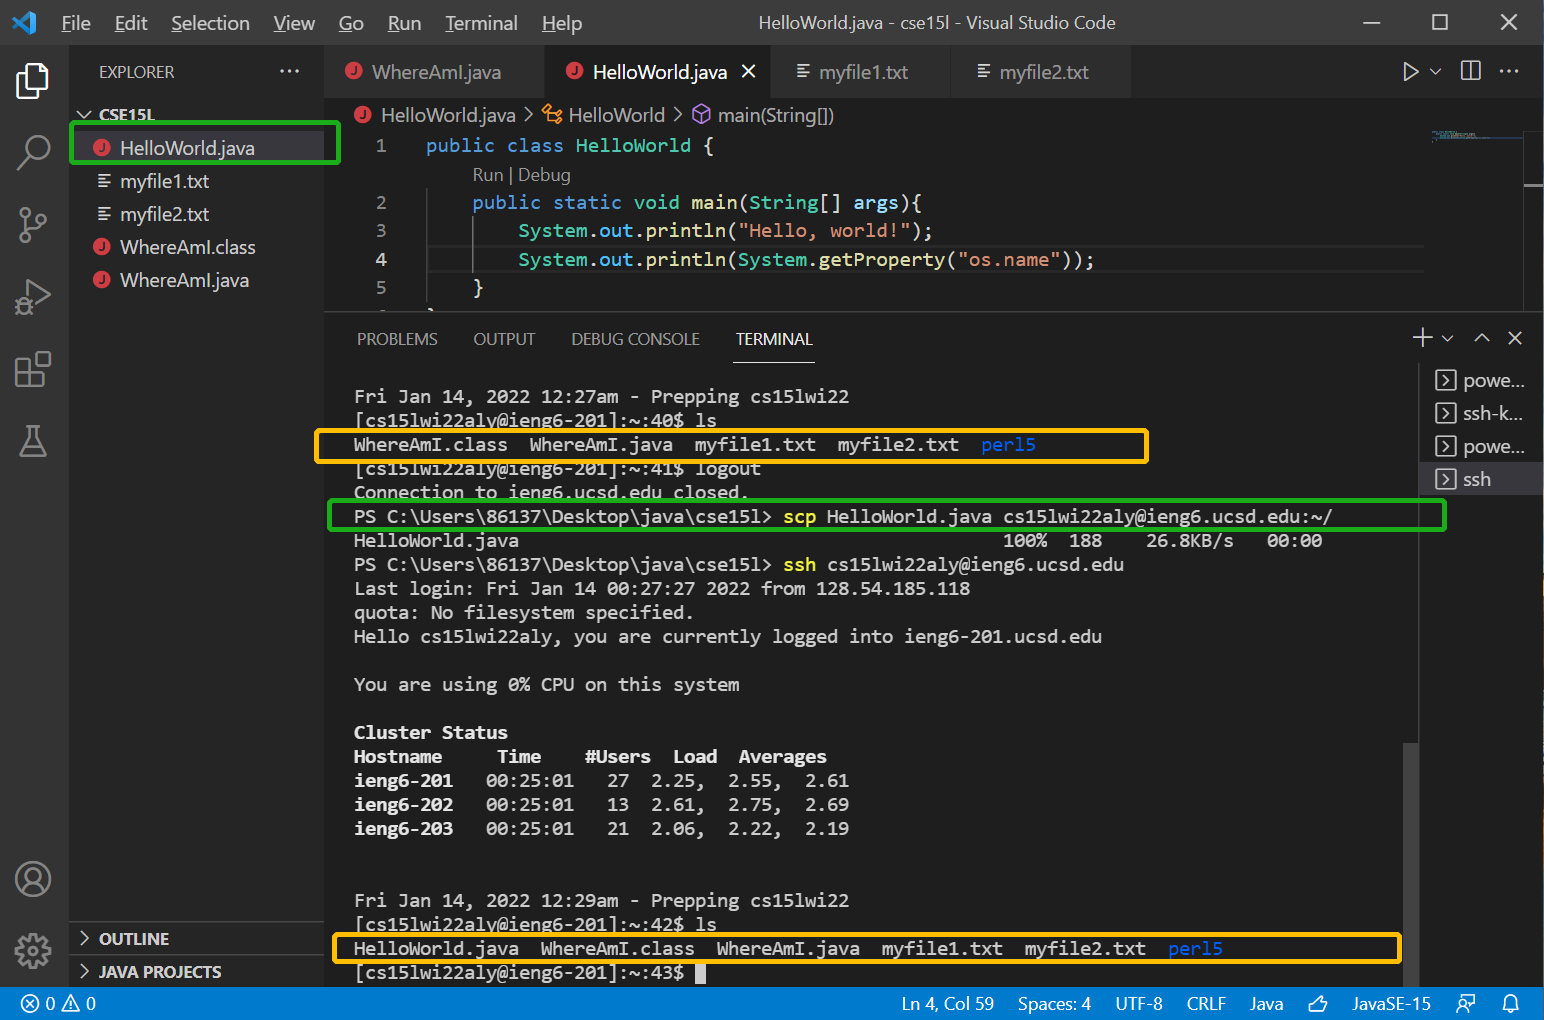 File Edit Selection View Go Run Terminal Help HelloWorld.java - cse15l - Visual Studio Code
EXPLORER ···
WhereAmI.java HelloWorld.java myfile1.txt myfile2.txt
CSE15L
HelloWorld.java
myfile1.txt
myfile2.txt
WhereAmI.class
WhereAmI.java
OUTLINE
JAVA PROJECTS
HelloWorld.java > HelloWorld > main(String[])
1 public class HelloWorld {
Run | Debug
2 public static void main(String[] args){
3 System.out.println("Hello, world!");
4 System.out.println(System.getProperty("os.name"));
5 }
PROBLEMS OUTPUT DEBUG CONSOLE TERMINAL
Fri Jan 14, 2022 12:27am - Prepping cs15lwi22
[cs15lwi22aly@ieng6-201]:~:40$ ls
WhereAmI.class WhereAmI.java myfile1.txt myfile2.txt perl5
[cs15lwi22aly@ieng6-201]:~:41$ logout
Connection to ieng6.ucsd.edu closed.
PS C:\Users\86137\Desktop\java\cse15l> scp HelloWorld.java cs15lwi22aly@ieng6.ucsd.edu:~/
HelloWorld.java 100% 188 26.8KB/s 00:00
PS C:\Users\86137\Desktop\java\cse15l> ssh cs15lwi22aly@ieng6.ucsd.edu
Last login: Fri Jan 14 00:27:27 2022 from 128.54.185.118
quota: No filesystem specified.
Hello cs15lwi22aly, you are currently logged into ieng6-201.ucsd.edu
You are using 0% CPU on this system
Cluster Status
Hostname Time #Users Load Averages
ieng6-201 00:25:01 27 2.25, 2.55, 2.61
ieng6-202 00:25:01 13 2.61, 2.75, 2.69
ieng6-203 00:25:01 21 2.06, 2.22, 2.19
Fri Jan 14, 2022 12:29am - Prepping cs15lwi22
[cs15lwi22aly@ieng6-201]:~:42$ ls
HelloWorld.java WhereAmI.class WhereAmI.java myfile1.txt myfile2.txt perl5
[cs15lwi22aly@ieng6-201]:~:43$
powe...
ssh-k...
powe...
ssh
0 0 Ln 4, Col 59 Spaces: 4 UTF-8 CRLF Java JavaSE-15